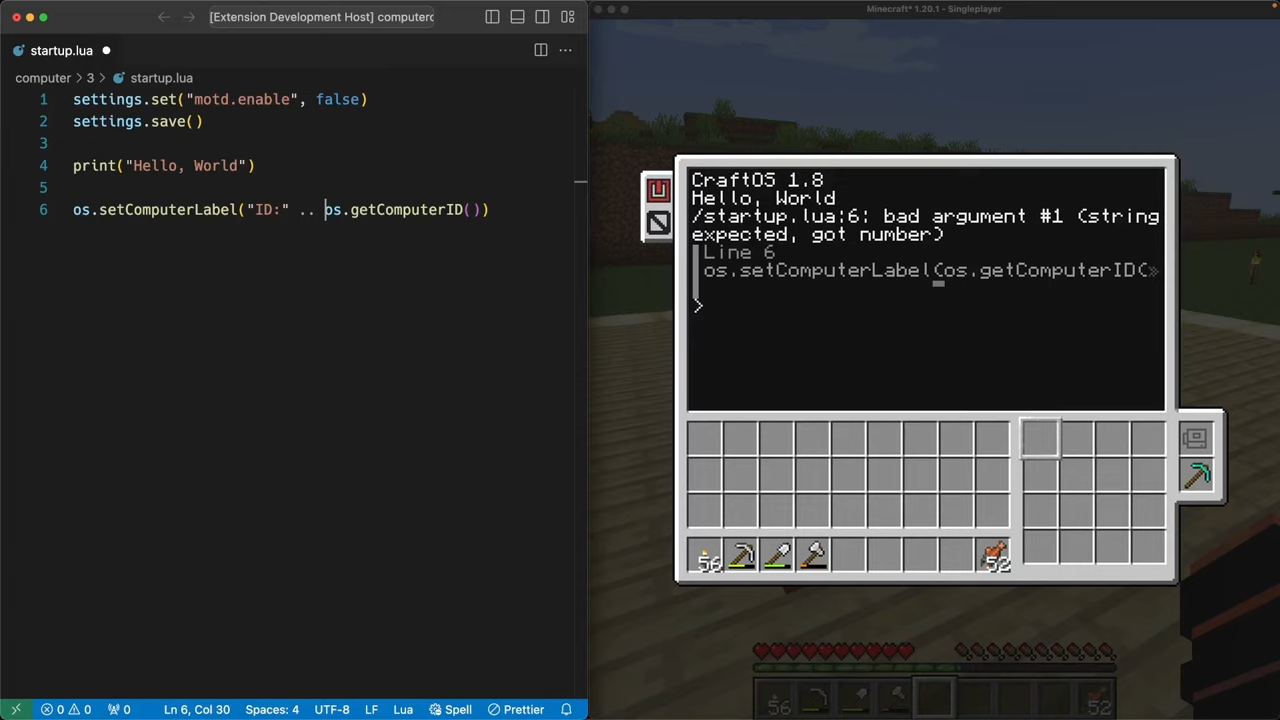 [Extension Development Host] computerc
startup.lua
computer > 3 > startup.lua
1 settings.set("motd.enable", false)
2 settings.save()
3
4 print("Hello, World")
5
6 os.setComputerLabel("ID:" .. os.getComputerID())
0 0 0 Ln 6, Col 30 Spaces: 4 UTF-8 LF Lua Spell Prettier
Minecraft* 1.20.1 - Singleplayer
CraftOS 1.8
Hello, World
/startup.lua:6: bad argument #1 (string
expected, got number)
Line 6
os.setComputerLabel(os.getComputerID(»
>
56 52
56 52